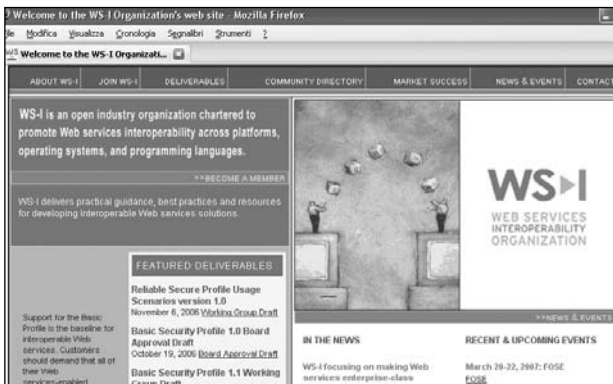 Welcome to the WS-I Organization's web site - Mozilla Firefox
Modifica Visualizza Cronologia Segnalibri Strumenti ?
Welcome to the WS-I Organizati...
ABOUT WS-I JOIN WS-I DELIVERABLES COMMUNITY DIRECTORY MARKET SUCCESS NEWS & EVENTS CONTACT
WS-I is an open industry organization chartered to
promote Web services interoperability across platforms,
operating systems, and programming languages.
>>BECOME A MEMBER
WS-I delivers practical guidance, best practices and resources
for developing interoperable Web services solutions.
WS I
WEB SERVICES
INTEROPERABILITY
ORGANIZATION
Support for the Basic
Profile is the baseline for
interoperable Web
services. Customers
should demand that all of
their Web
services-enabled
FEATURED DELIVERABLES
Reliable Secure Profile Usage
Scenarios version 1.0
November 6, 2006 Working Group Draft
Basic Security Profile 1.0 Board
Approval Draft
October 19, 2006 Board Approval Draft
Basic Security Profile 1.1 Working
Group Draft
>>NEWS & EVENTS
IN THE NEWS
WS-I focusing on making Web
services enterprise-class
RECENT & UPCOMING EVENTS
March 20-22, 2007: FOSE
FOSE